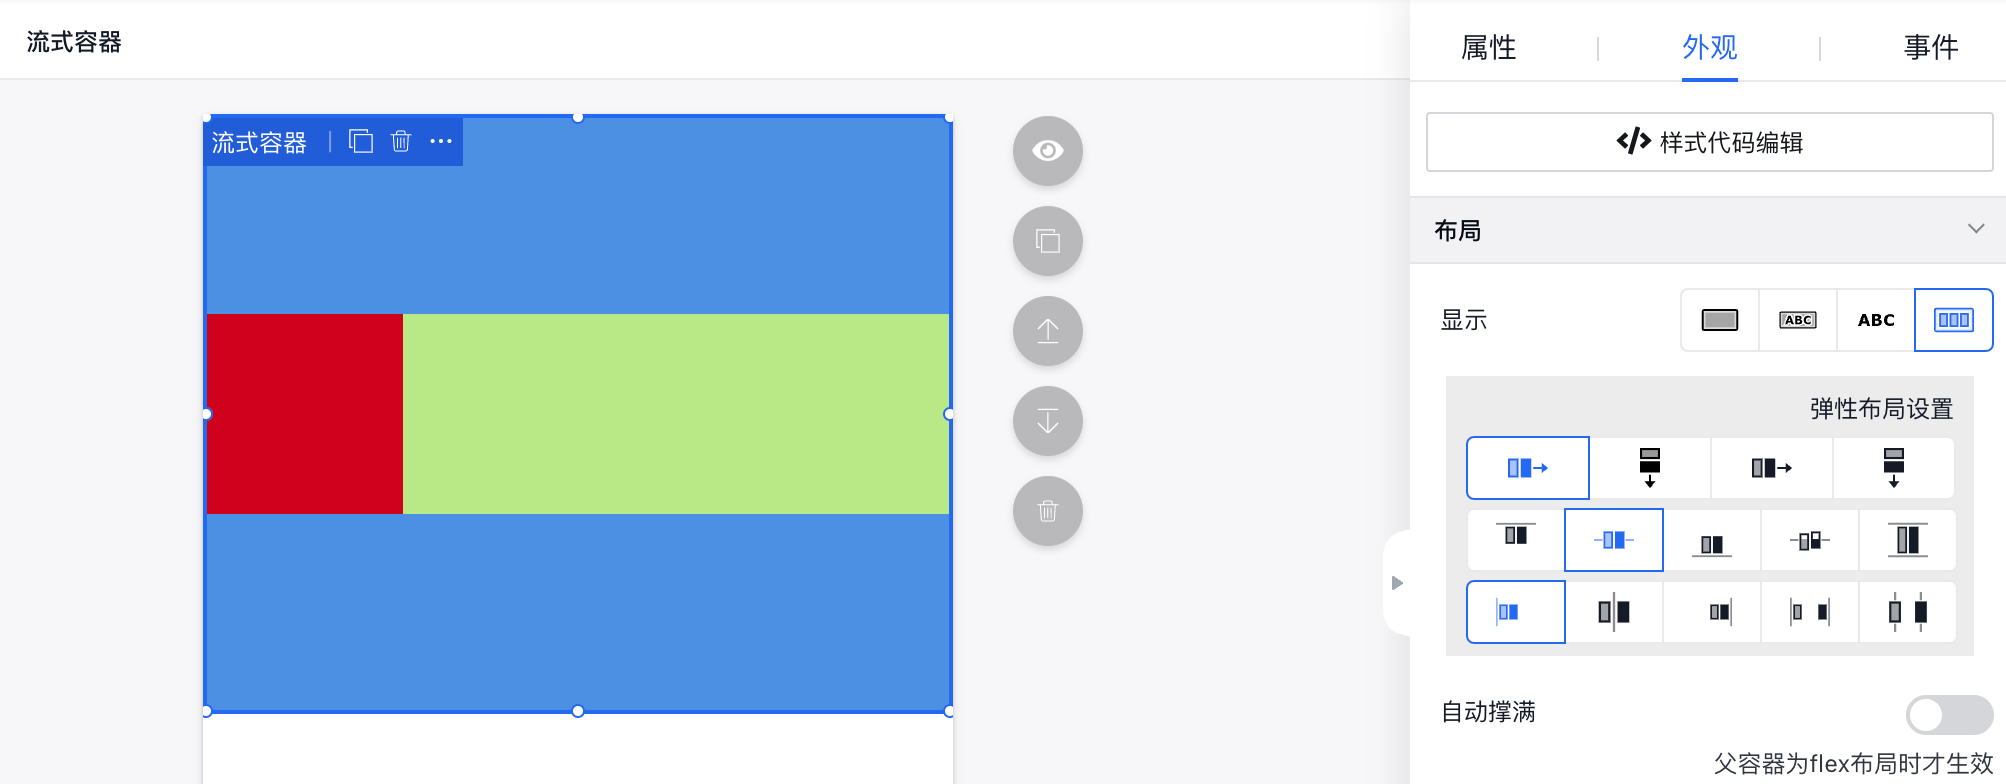 流式容器
属性
外观
事件
流式容器
样式代码编辑
布局
显示
ABC
ABC
弹性布局设置
自动撑满
父容器为flex布局时才生效